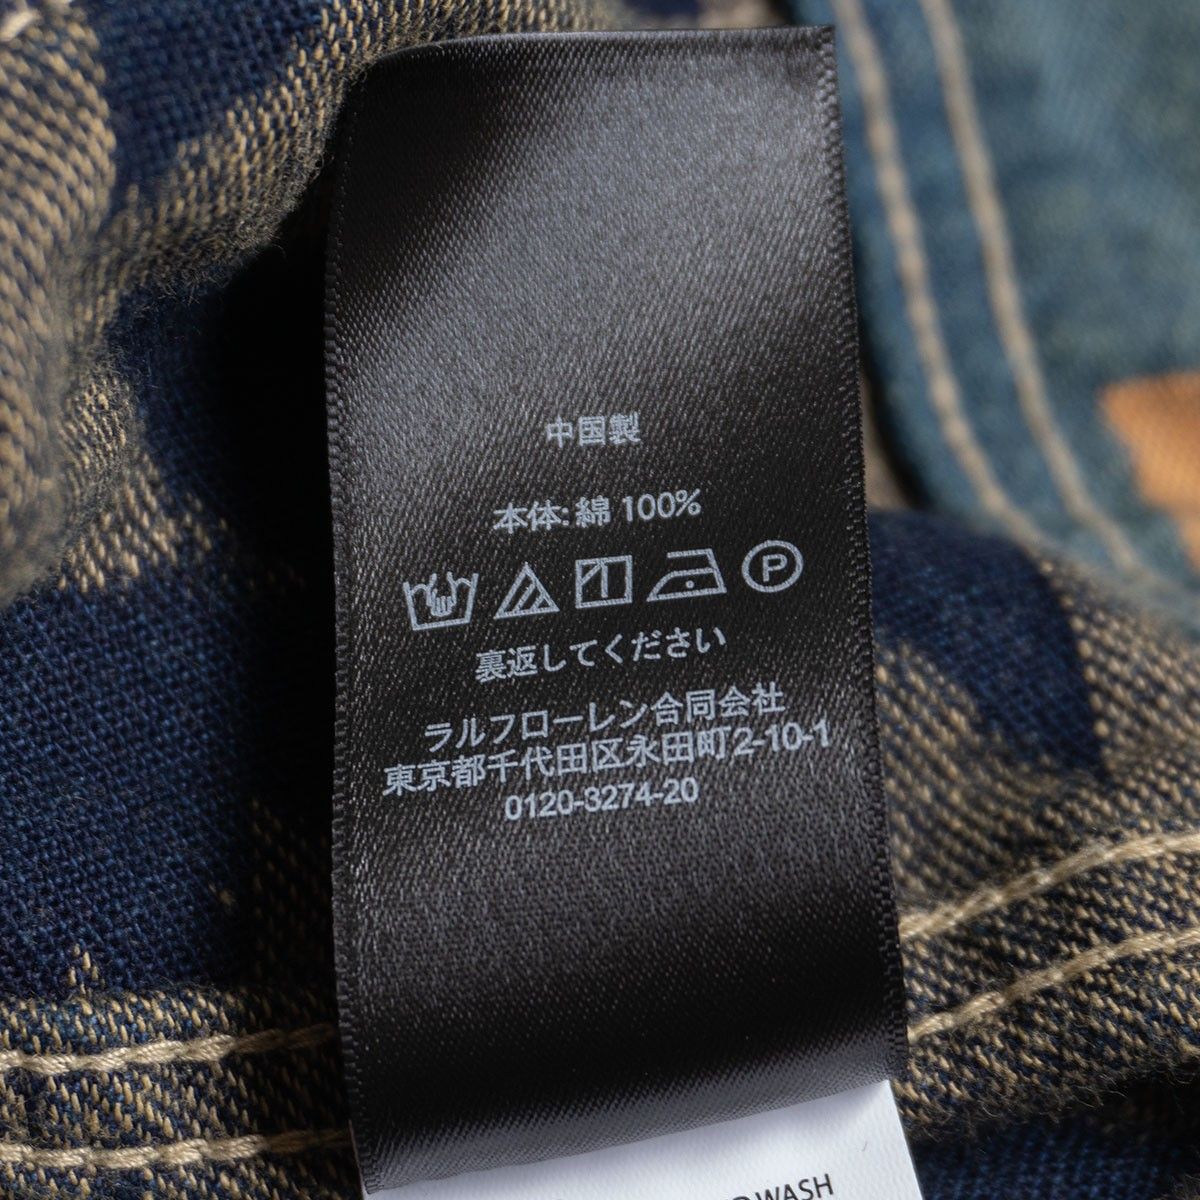 中国製
本体: 綿 100%
P
裏返してください
ラルフローレン合同会社
東京都千代田区永田町2-10-1
0120-3274-20
WASH